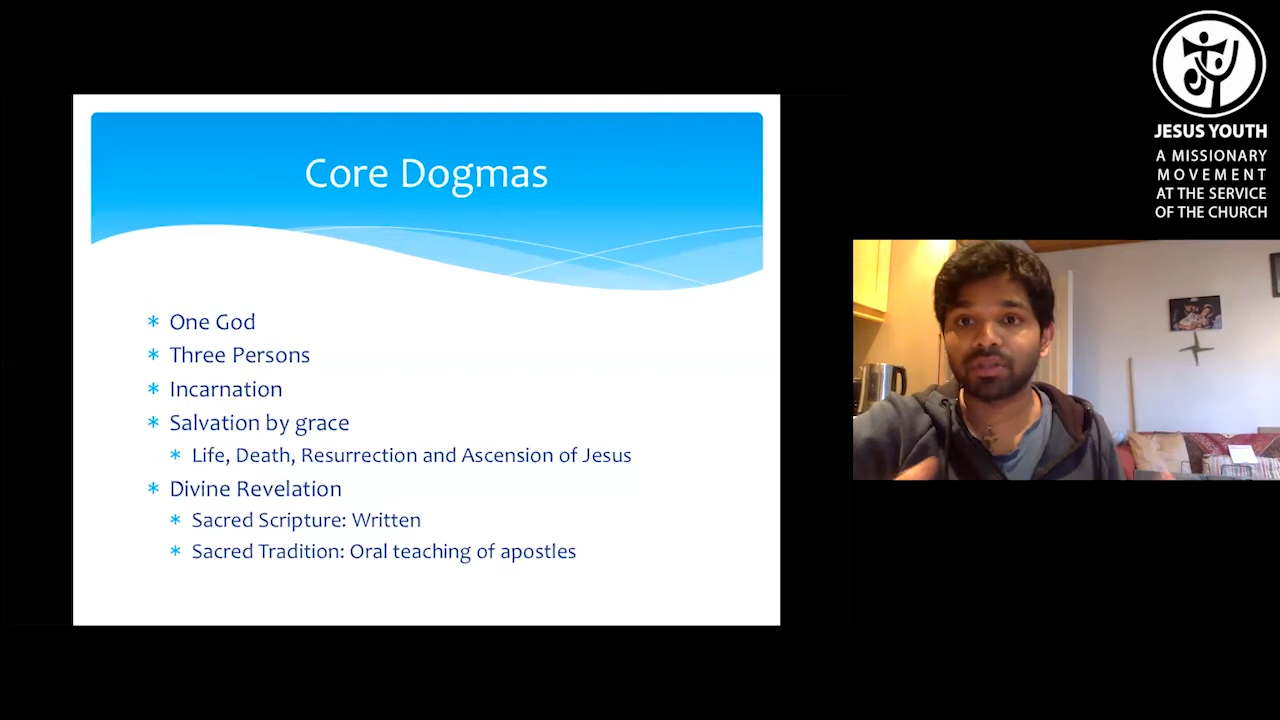 Core Dogmas
* One God
* Three Persons
* Incarnation
* Salvation by grace
* Life, Death, Resurrection and Ascension of Jesus
* Divine Revelation
* Sacred Scripture: Written
* Sacred Tradition: Oral teaching of apostles
JESUS YOUTH
A MISSIONARY
MOVEMENT
AT THE SERVICE
OF THE CHURCH